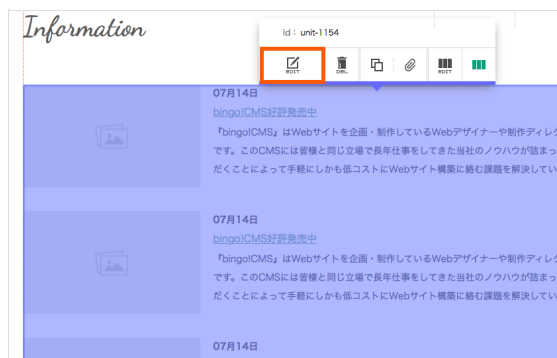 Information
id : unit-1154
EDIT
DEL
EDIT
07月14日
bingo!CMS好評発売中
『bingo!CMS』はWebサイトを企画・制作しているWebデザイナーや制作ディレク
です。このCMSには皆様と同じ立場で長年仕事をしてきた当社のノウハウが詰まっ
だくことによって手軽にしかも低コストにWebサイト構築に絡む課題を解決してい
07月14日
bingo!CMS好評発売中
『bingo!CMS』はWebサイトを企画・制作しているWebデザイナーや制作ディレク
です。このCMSには皆様と同じ立場で長年仕事をしてきた当社のノウハウが詰まっ
だくことによって手軽にしかも低コストにWebサイト構築に絡む課題を解決してい
07月14日